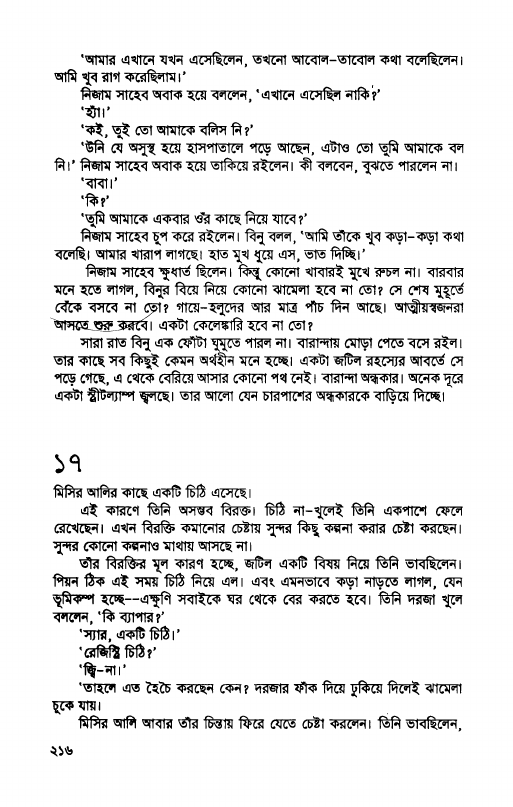 ‘আমার এখানে যখন এসেছিলেন, তখনো আবোল-তাবোল কথা বলেছিলেন।
আমি খুব রাগ করেছিলাম।’
নিজাম সাহেব অবাক হয়ে বললেন, ‘এখানে এসেছিল নাকি?’
‘হ্যাঁ।’
‘কই, তুই তো আমাকে বলিস নি?’
‘উনি যে অসুস্থ হয়ে হাসপাতালে পড়ে আছেন, এটাও তো তুমি আমাকে বল
নি।’ নিজাম সাহেব অবাক হয়ে তাকিয়ে রইলেন। কী বলবেন, বুঝতে পারলেন না।
‘বাবা।’
‘কি?’
‘তুমি আমাকে একবার ওঁর কাছে নিয়ে যাবে?’
নিজাম সাহেব চুপ করে রইলেন। বিনু বলল, ‘আমি তাঁকে খুব কড়া-কড়া কথা
বলেছি। আমার খারাপ লাগছে। হাত মুখ ধুয়ে এস, ভাত দিচ্ছি।’
নিজাম সাহেব ক্ষুধার্ত ছিলেন। কিন্তু কোনো খাবারই মুখে রুচল না। বারবার
মনে হতে লাগল, বিনুর বিয়ে নিয়ে কোনো ঝামেলা হবে না তো? সে শেষ মুহূর্তে
বেঁকে বসবে না তো? গায়ে-হলুদের আর মাত্র পাঁচ দিন আছে। আত্মীয়স্বজনরা
আসতে শুরু করবে। একটা কেলেঙ্কারি হবে না তো?
সারা রাত বিনু এক ফোঁটা ঘুমুতে পারল না। বারান্দায় মোড়া পেতে বসে রইল।
তার কাছে সব কিছুই কেমন অর্থহীন মনে হচ্ছে। একটা জটিল রহস্যের আবর্তে সে
পড়ে গেছে, এ থেকে বেরিয়ে আসার কোনো পথ নেই। বারান্দা অন্ধকার। অনেক দূরে
একটা স্ট্রীটল্যাম্প জ্বলছে। তার আলো যেন চারপাশের অন্ধকারকে বাড়িয়ে দিচ্ছে।
১৭
মিসির আলির কাছে একটি চিঠি এসেছে।
এই কারণে তিনি অসম্ভব বিরক্ত। চিঠি না-খুলেই তিনি একপাশে ফেলে
রেখেছেন। এখন বিরক্তি কমানোর চেষ্টায় সুন্দর কিছু কল্পনা করার চেষ্টা করছেন।
সুন্দর কোনো কল্পনাও মাথায় আসছে না।
তাঁর বিরক্তির মূল কারণ হচ্ছে, জটিল একটি বিষয় নিয়ে তিনি ভাবছিলেন।
পিয়ন ঠিক এই সময় চিঠি নিয়ে এল। এবং এমনভাবে কড়া নাড়তে লাগল, যেন
ভূমিকম্প হচ্ছে--এক্ষুণি সবাইকে ঘর থেকে বের করতে হবে। তিনি দরজা খুলে
বললেন, ‘কি ব্যাপার?’
‘স্যার, একটি চিঠি।’
‘রেজিস্ট্রি চিঠি?’
‘জ্বি-না।’
‘তাহলে এত হৈচৈ করছেন কেন? দরজার ফাঁক দিয়ে ঢুকিয়ে দিলেই ঝামেলা
চুকে যায়।
মিসির আলি আবার তাঁর চিন্তায় ফিরে যেতে চেষ্টা করলেন। তিনি ভাবছিলেন,
২১৬